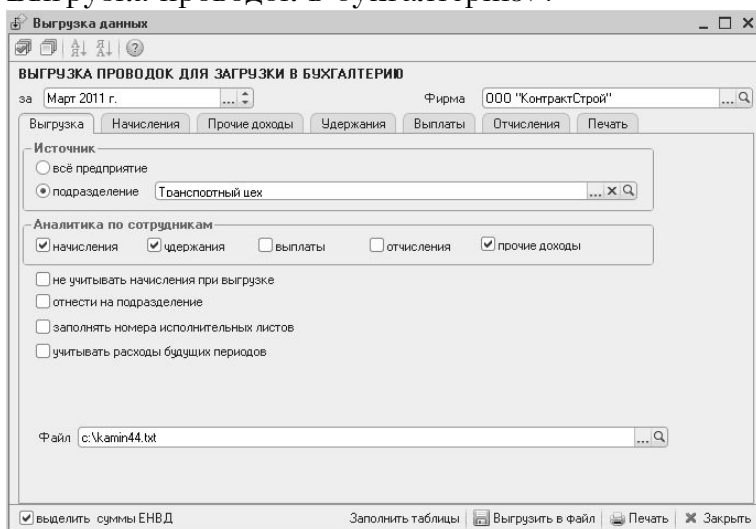 Выгрузка проводок в бухгалтерию».
Выгрузка данных
ВЫГРУЗКА ПРОВОДОК ДЛЯ ЗАГРУЗКИ В БУХГАЛТЕРИЮ
за Март 2011 г. ... Фирма ООО "КонтрактСтрой" ...
Выгрузка Начисления Прочие доходы Удержания Выплаты Отчисления Печать
Источник
всё предприятие
подразделение Транспортный цех ...
Аналитика по сотрудникам
начисления удержания выплаты отчисления прочие доходы
не учитывать начисления при выгрузке
отнести на подразделение
заполнять номера исполнительных листов
учитывать расходы будущих периодов
Файл c:\kamin44.txt ...
выделить суммы ЕНВД Заполнить таблицы Выгрузить в файл Печать Закрыть